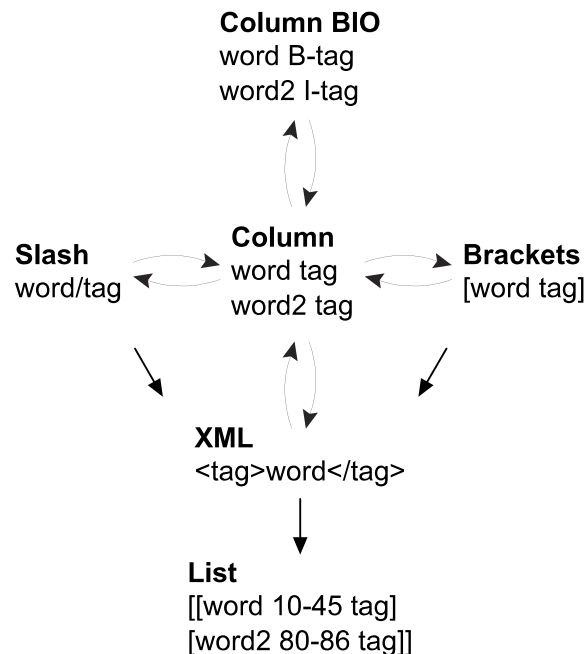 Column BIO
word B-tag
word2 I-tag
Slash
word/tag
Column
word tag
word2 tag
Brackets
[word tag]
XML
<tag>word</tag>
List
[[word 10-45 tag]
[word2 80-86 tag]]